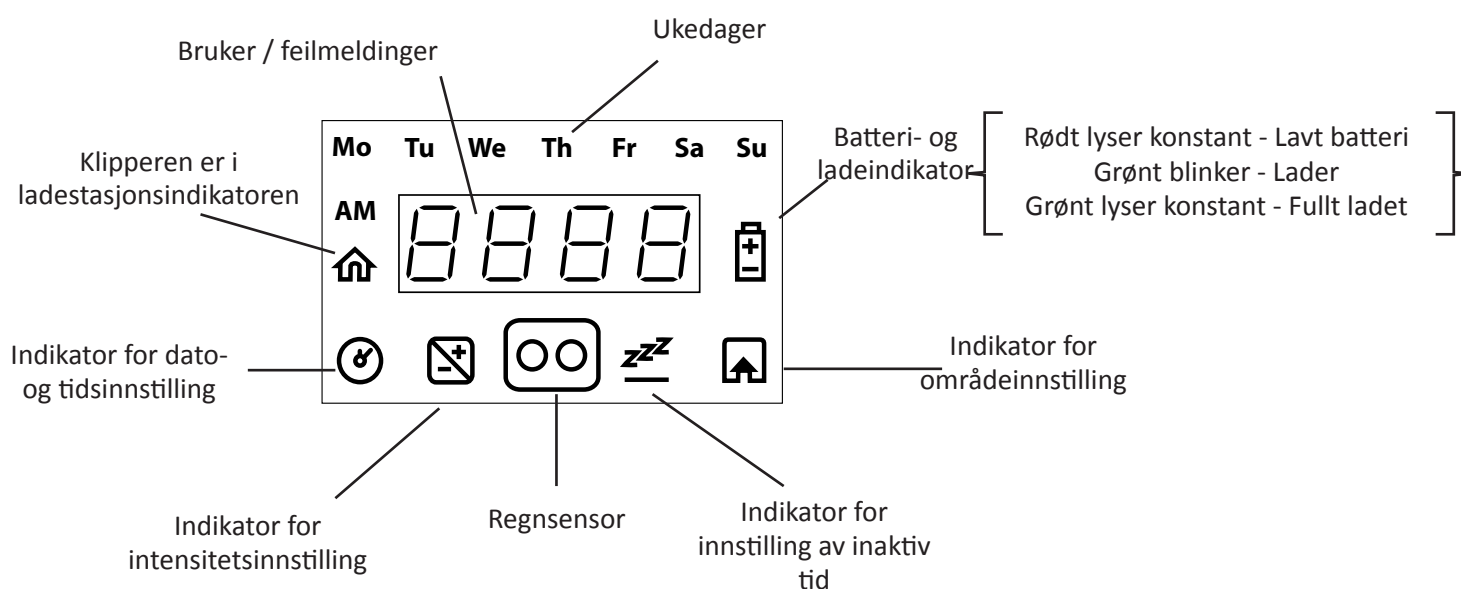 Ukedager
Bruker / feilmeldinger
Klipperen er i
ladestasjonsindikatoren
Mo Tu We Th Fr Sa Su
AM
8888
zzz
Batteri- og
ladeindikator
Rødt lyser konstant - Lavt batteri
Grønt blinker - Lader
Grønt lyser konstant - Fullt ladet
Indikator for dato-
og tidsinnstilling
Indikator for
områdeinnstilling
Indikator for
intensitetsinnstilling
Regnsensor
Indikator for
innstilling av inaktiv
tid